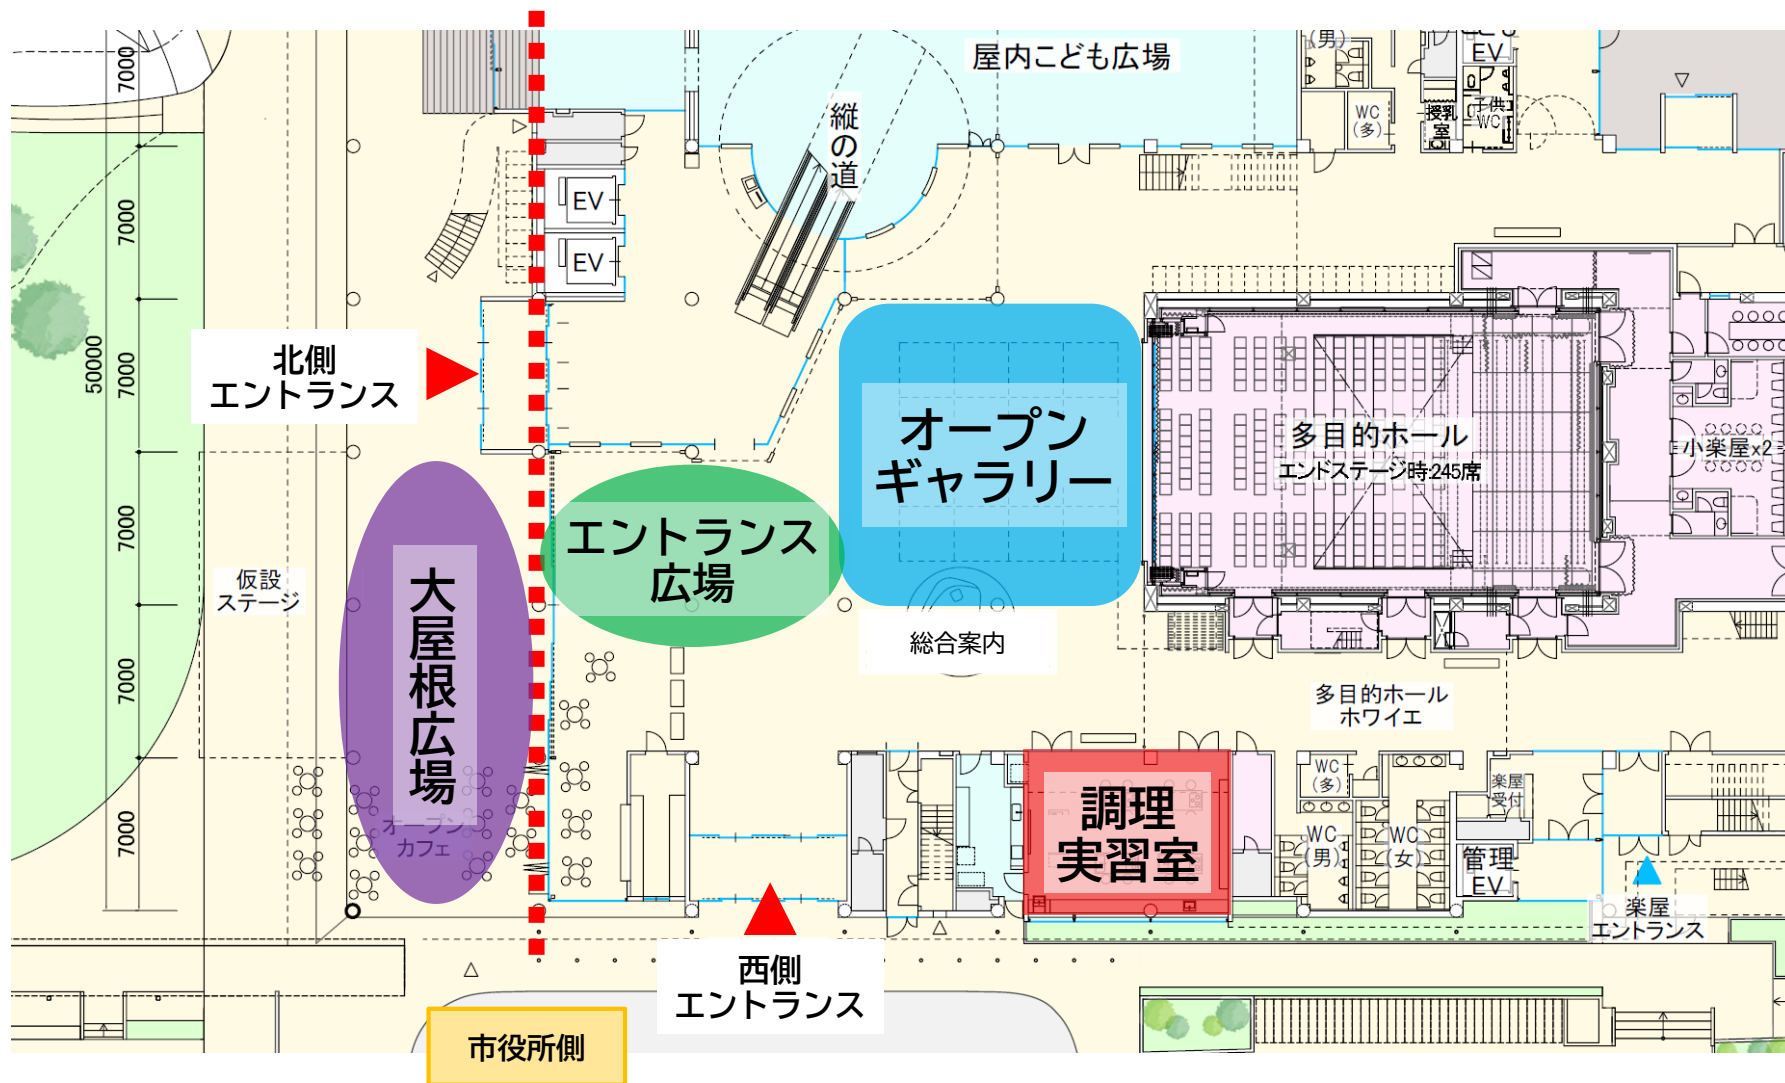 屋内こども広場
(男)
EV
WC
(多)
授乳
室
子供
WC
縦の道
7000
7000
7000
7000
7000
7000
50000
EV
EV
北側
エントランス
オープン
ギャラリー
多目的ホール
エンドステージ時:245席
小楽屋x2
エントランス
広場
仮設
ステージ
大屋根広場
総合案内
多目的ホール
ホワイエ
オープン
カフェ
調理
実習室
WC
(多)
WC
(男)
WC
(女)
楽屋
受付
管理
EV
楽屋
エントランス
西側
エントランス
市役所側